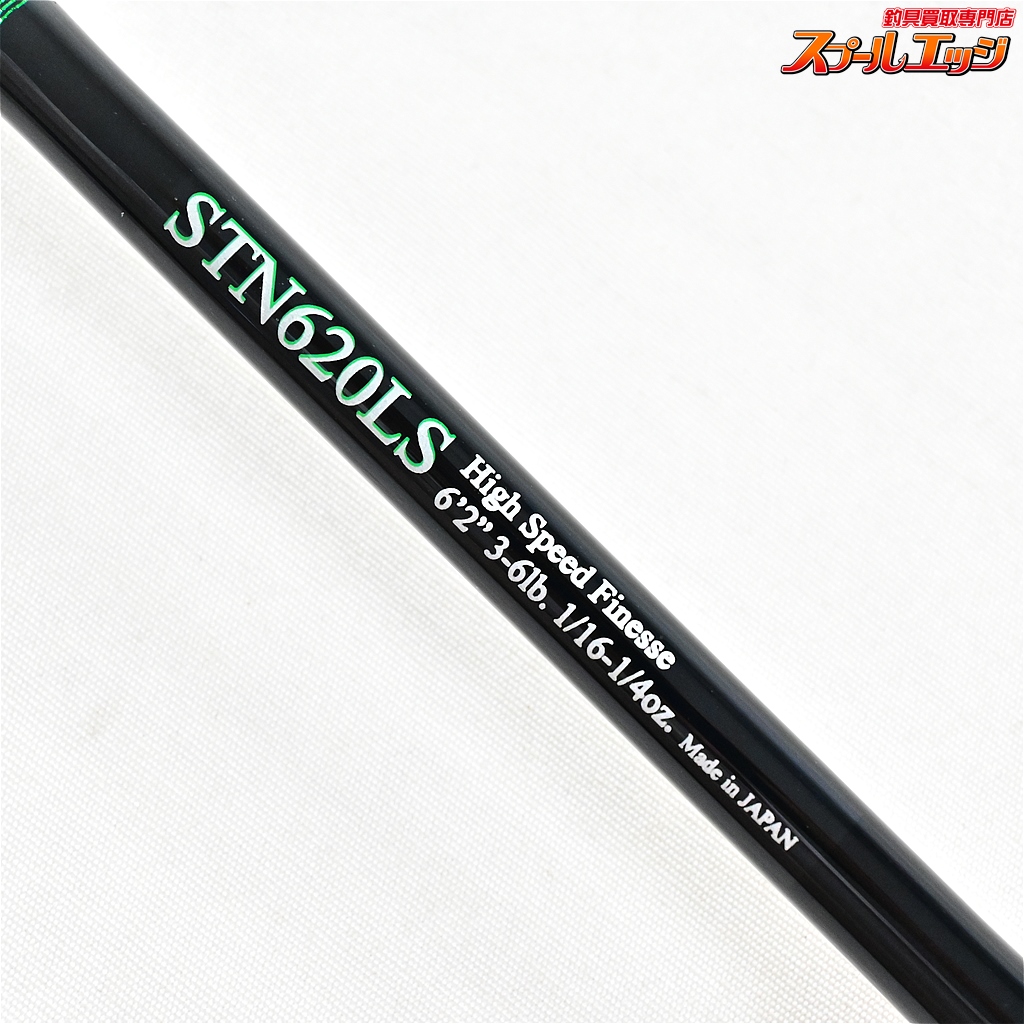 釣具買取専門店
スプールエッジ
STN620LS
High Speed Finesse
6'2" 3-6lb. 1/16-1/4oz. Made in JAPAN